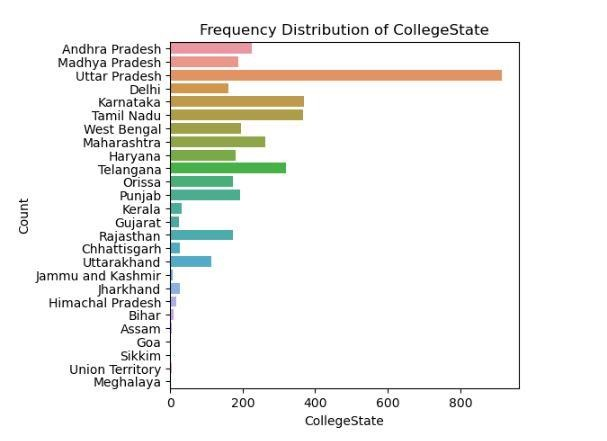 Frequency Distribution of CollegeState
Andhra Pradesh
Madhya Pradesh
Uttar Pradesh
Delhi
Karnataka
Tamil Nadu
West Bengal
Maharashtra
Haryana
Telangana
Orissa
Punjab
Kerala
Gujarat
Rajasthan
Chhattisgarh
Uttarakhand
Jammu and Kashmir
Jharkhand
Himachal Pradesh
Bihar
Assam
Goa
Sikkim
Union Territory
Meghalaya
Count
0 200 400 600 800
CollegeState